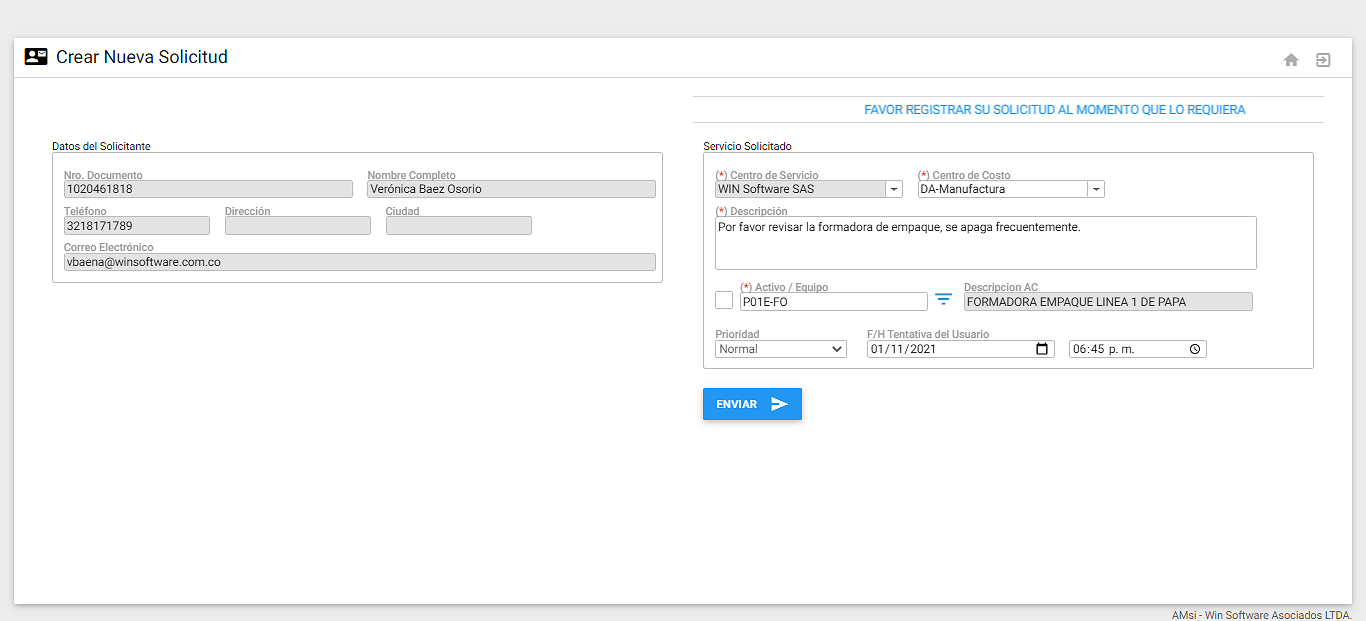 Crear Nueva Solicitud
FAVOR REGISTRAR SU SOLICITUD AL MOMENTO QUE LO REQUIERA
Datos del Solicitante
Nro. Documento Nombre Completo
1020461818 Verónica Baez Osorio
Teléfono Dirección Ciudad
3218171789
Correo Electrónico
vbaena@winsoftware.com.co
Servicio Solicitado
(*) Centro de Servicio (*) Centro de Costo
WIN Software SAS DA-Manufactura
(*) Descripción
Por favor revisar la formadora de empaque, se apaga frecuentemente.
(*) Activo / Equipo Descripcion AC
P01E-FO FORMADORA EMPAQUE LINEA 1 DE PAPA
Prioridad F/H Tentativa del Usuario
Normal 01/11/2021 06:45 p. m.
ENVIAR
AMsi - Win Software Asociados LTDA.